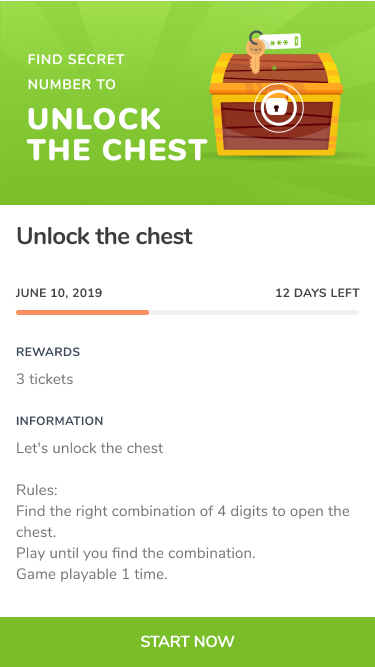 FIND SECRET
NUMBER TO
UNLOCK
THE CHEST
Unlock the chest
JUNE 10, 2019
12 DAYS LEFT
REWARDS
3 tickets
INFORMATION
Let's unlock the chest
Rules:
Find the right combination of 4 digits to open the
chest.
Play until you find the combination.
Game playable 1 time.
START NOW